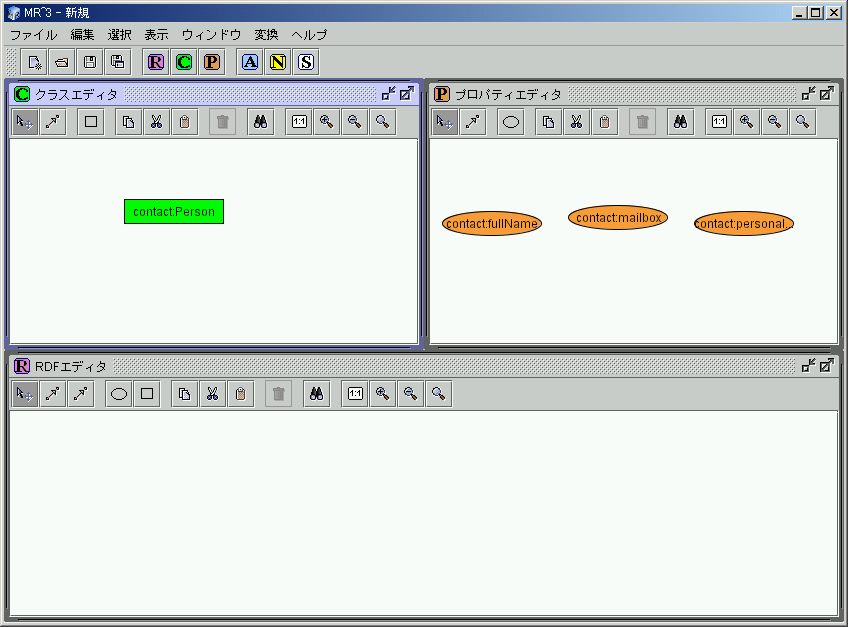 MR^3 - 新規
ファイル 編集 選択 表示 ウィンドウ 変換 ヘルプ
R C P A N S
C クラスエディタ
1:1
contact:Person
P プロパティエディタ
1:1
contact:fullName contact:mailbox contact:personal...
R RDFエディタ
1:1